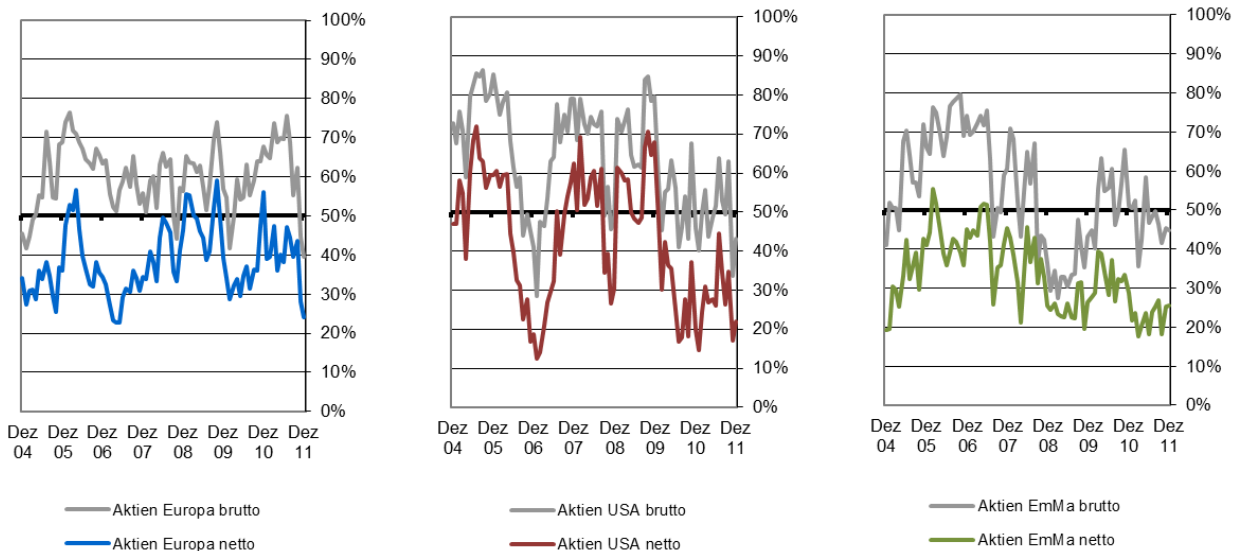 100%
90%
80%
70%
60%
50%
40%
30%
20%
10%
0%
Dez Dez Dez Dez Dez Dez Dez Dez
04 05 06 07 08 09 10 11
Aktien Europa brutto
Aktien Europa netto
100%
90%
80%
70%
60%
50%
40%
30%
20%
10%
0%
Dez Dez Dez Dez Dez Dez Dez Dez
04 05 06 07 08 09 10 11
Aktien USA brutto
Aktien USA netto
100%
90%
80%
70%
60%
50%
40%
30%
20%
10%
0%
Dez Dez Dez Dez Dez Dez Dez Dez
04 05 06 07 08 09 10 11
Aktien EmMa brutto
Aktien EmMa netto